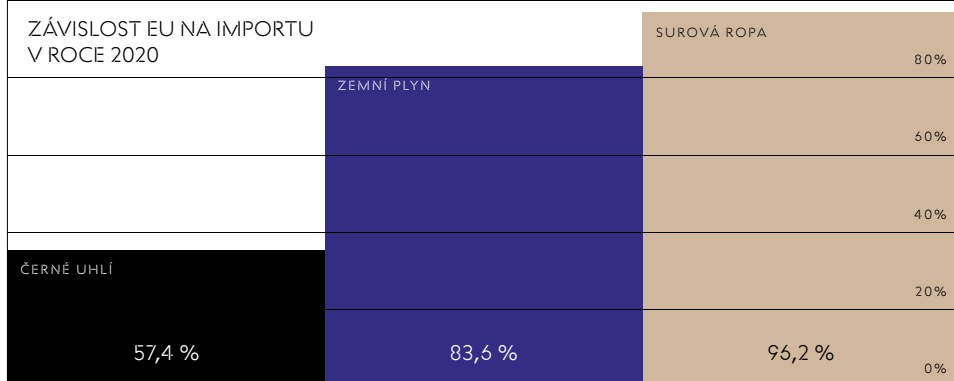 ZÁVISLOST EU NA IMPORTU
V ROCE 2020
SUROVÁ ROPA
80%
ZEMNÍ PLYN
60%
40%
ČERNÉ UHLÍ
20%
57,4 %
83,6 %
96,2 %
0%